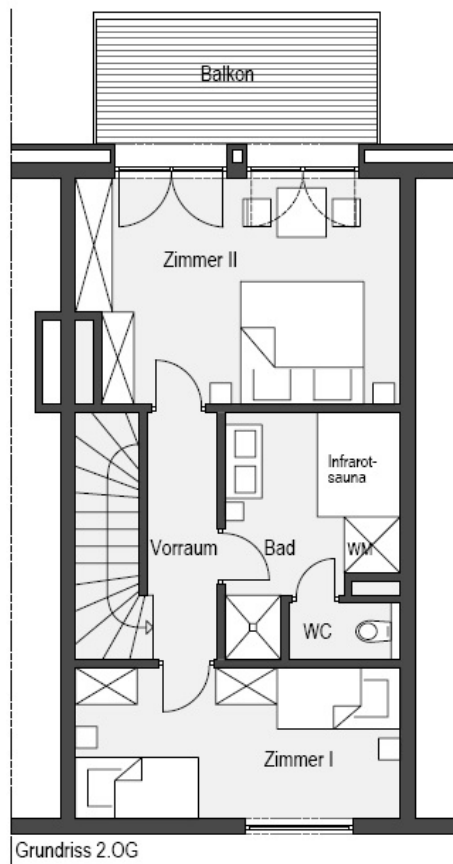 Balkon
Zimmer II
Infrarot-
sauna
Vorraum
Bad
WM
WC
Zimmer I
Grundriss 2.OG